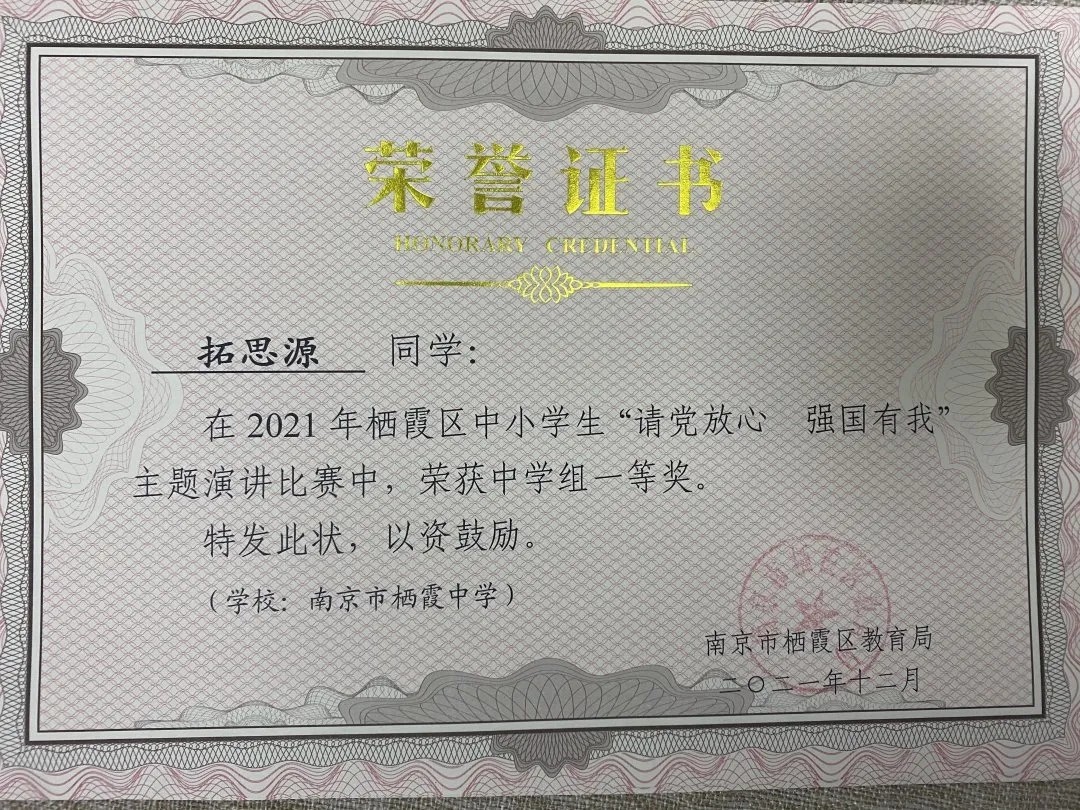 荣誉证书
HONORARY CREDENTIAL
拓思源 同学：
在 2021 年栖霞区中小学生“请党放心 强国有我”
主题演讲比赛中，荣获中学组一等奖。
特发此状，以资鼓励。
（学校：南京市栖霞中学）
南京市栖霞区教育局
二〇二一年十二月